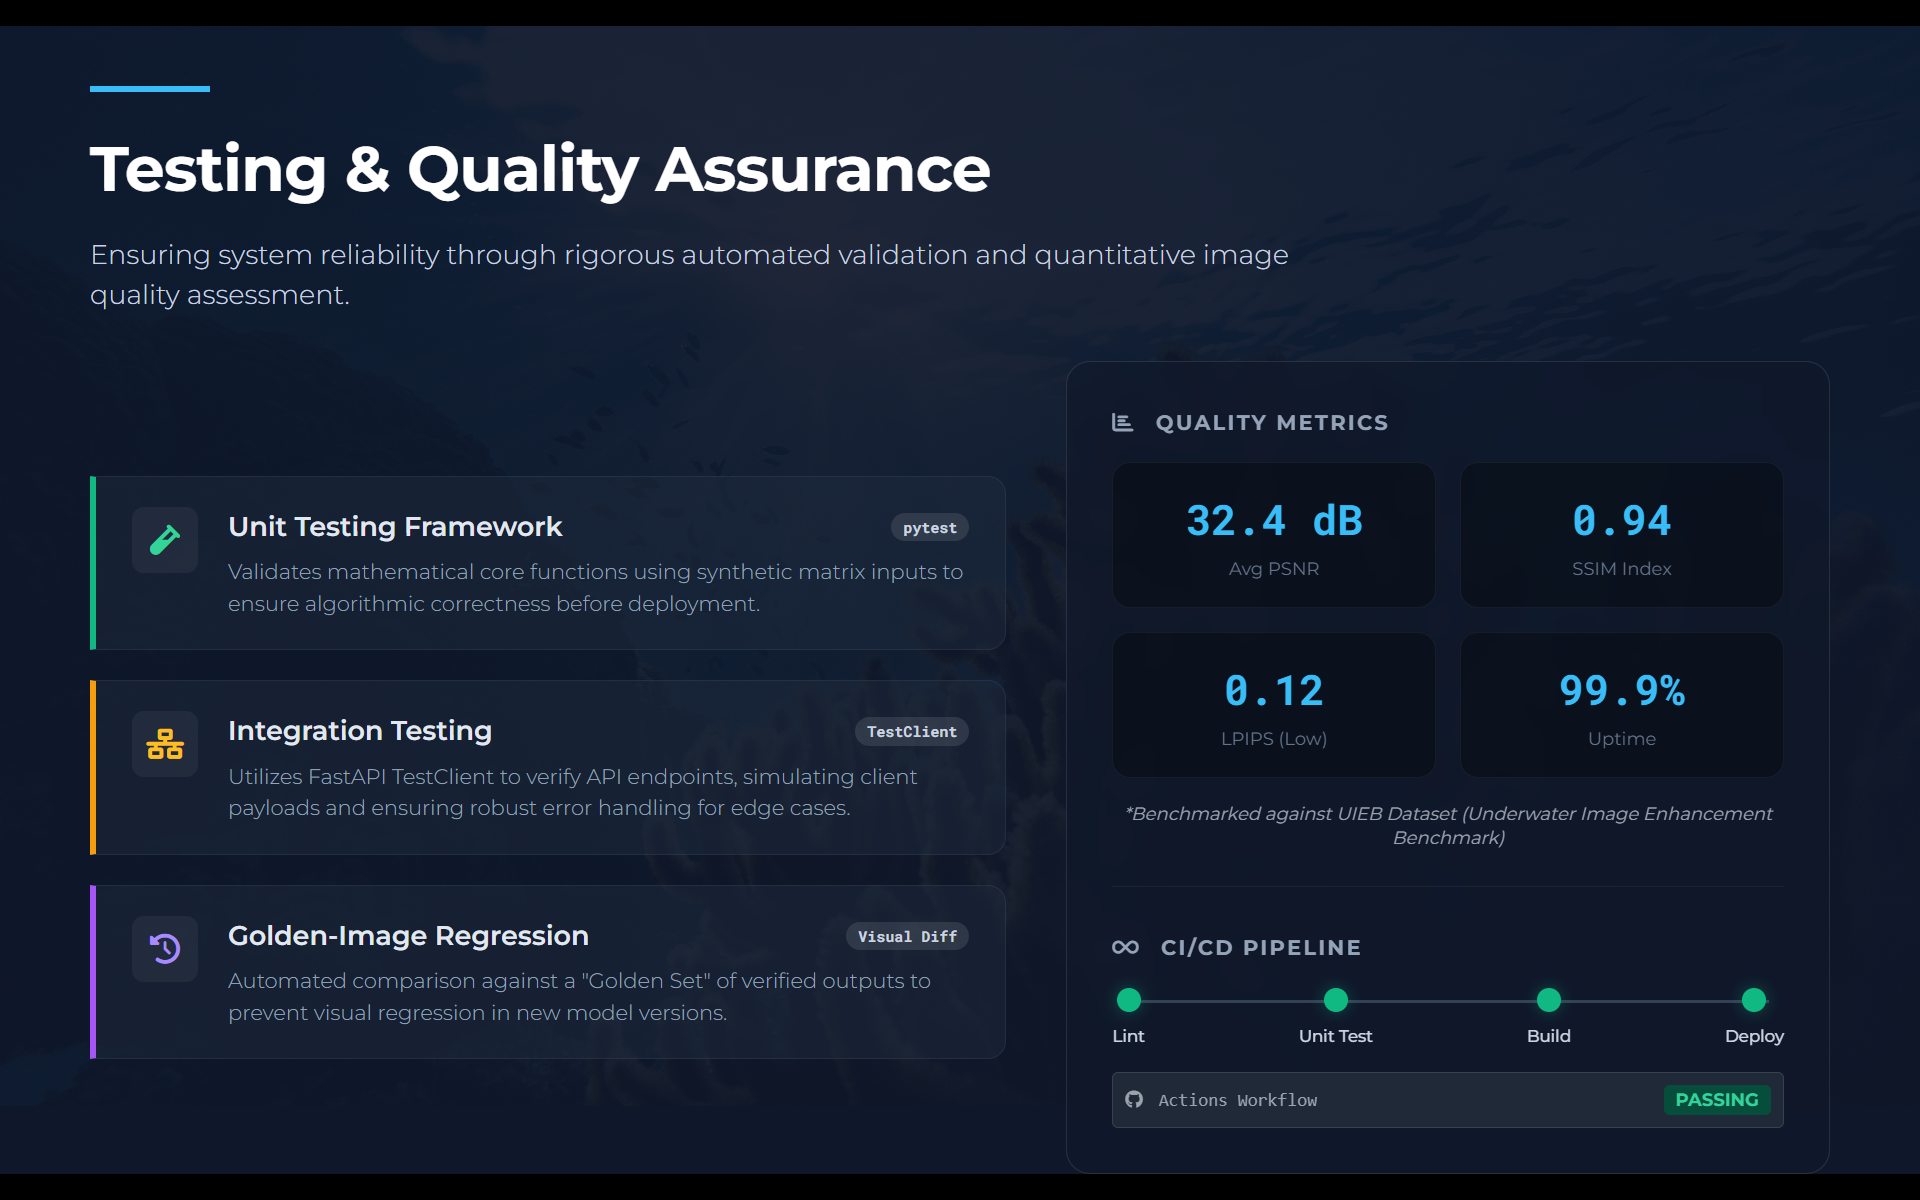 Testing & Quality Assurance
Ensuring system reliability through rigorous automated validation and quantitative image
quality assessment.
Unit Testing Framework
pytest
Validates mathematical core functions using synthetic matrix inputs to
ensure algorithmic correctness before deployment.
Integration Testing
TestClient
Utilizes FastAPI TestClient to verify API endpoints, simulating client
payloads and ensuring robust error handling for edge cases.
Golden-Image Regression
Visual Diff
Automated comparison against a "Golden Set" of verified outputs to
prevent visual regression in new model versions.
QUALITY METRICS
32.4 dB
Avg PSNR
0.94
SSIM Index
0.12
LPIPS (Low)
99.9%
Uptime
*Benchmarked against UIEB Dataset (Underwater Image Enhancement
Benchmark)
CI/CD PIPELINE
Lint
Unit Test
Build
Deploy
Actions Workflow
PASSING